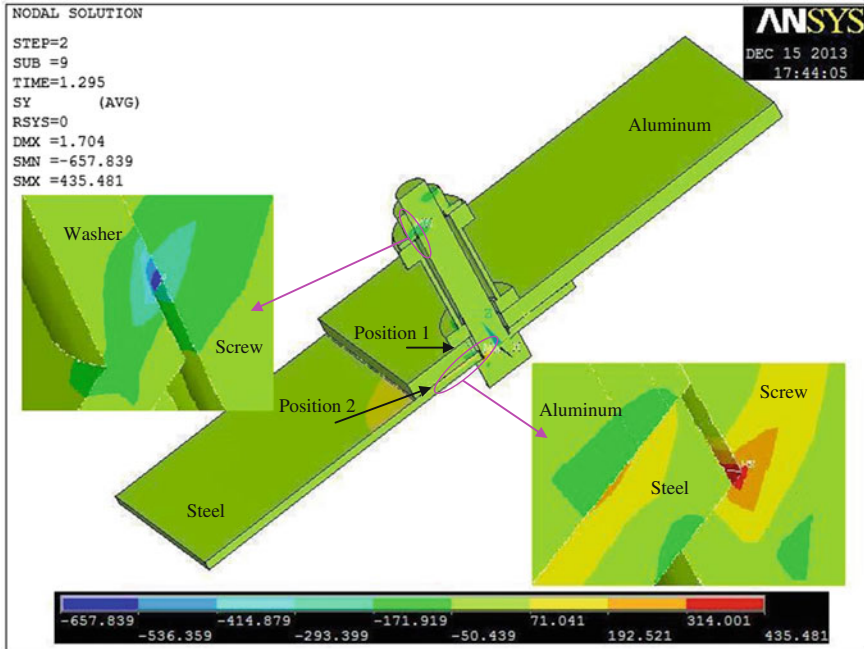 NODAL SOLUTION
STEP=2
SUB =9
TIME=1.295
SY (AVG)
RSYS=0
DMX =1.704
SMN =-657.839
SMX =435.481
ANSYS
DEC 15 2013
17:44:05
Aluminum
Washer
Screw
Position 1
Position 2
Steel
Aluminum
Screw
Steel
-657.839 -414.879 -171.919 71.041 314.001
-536.359 -293.399 -50.439 192.521 435.481